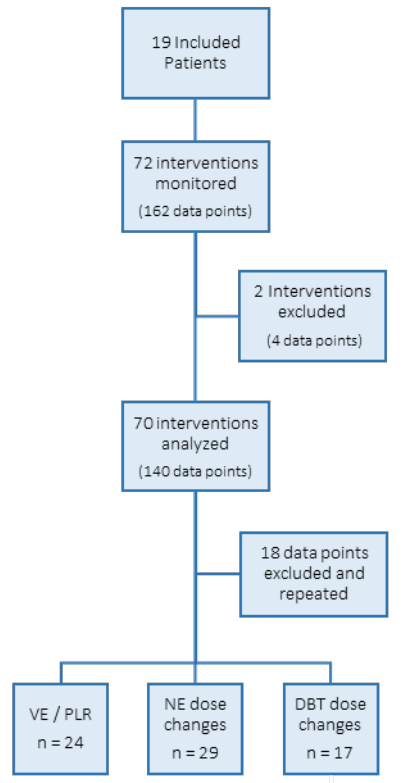 19 Included
Patients
72 interventions
monitored
(162 data points)
2 Interventions
excluded
(4 data points)
70 interventions
analyzed
(140 data points)
18 data points
excluded and
repeated
VE / PLR
n = 24
NE dose
changes
n = 29
DBT dose
changes
n = 17